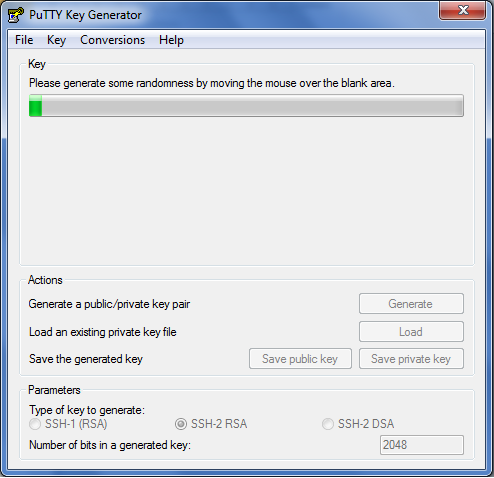 PuTTY Key Generator
File Key Conversions Help
Key
Please generate some randomness by moving the mouse over the blank area.
Actions
Generate a public/private key pair Generate
Load an existing private key file Load
Save the generated key Save public key Save private key
Parameters
Type of key to generate:
SSH-1 (RSA) SSH-2 RSA SSH-2 DSA
Number of bits in a generated key: 2048